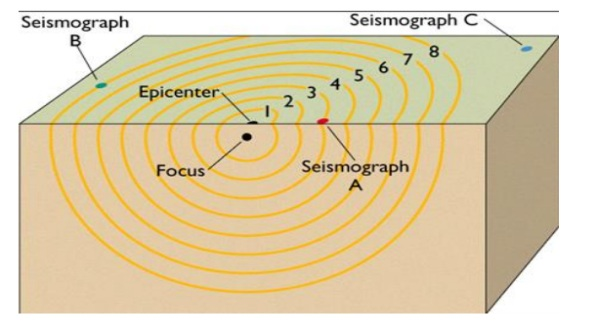 Seismograph
B
Seismograph C
Epicenter
1 2 3 4 5 6 7 8
Focus
Seismograph
A